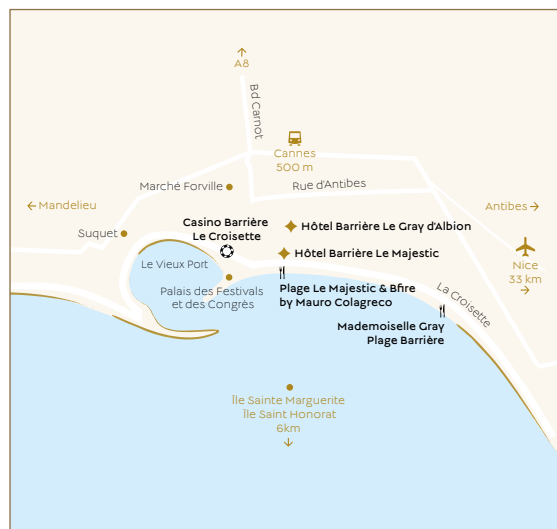 A8
Bd Carnot
Cannes
500 m
Marché Forville
Rue d'Antibes
Mandelieu
Antibes
Casino Barrière
Le Croisette
Hôtel Barrière Le Gray d'Albion
Suquet
Hôtel Barrière Le Majestic
Nice
33 km
Le Vieux Port
Palais des Festivals
et des Congrès
Plage Le Majestic & Bfire
by Mauro Colagreco
La Croisette
Mademoiselle Gray
Plage Barrière
Île Sainte Marguerite
Île Saint Honorat
6km